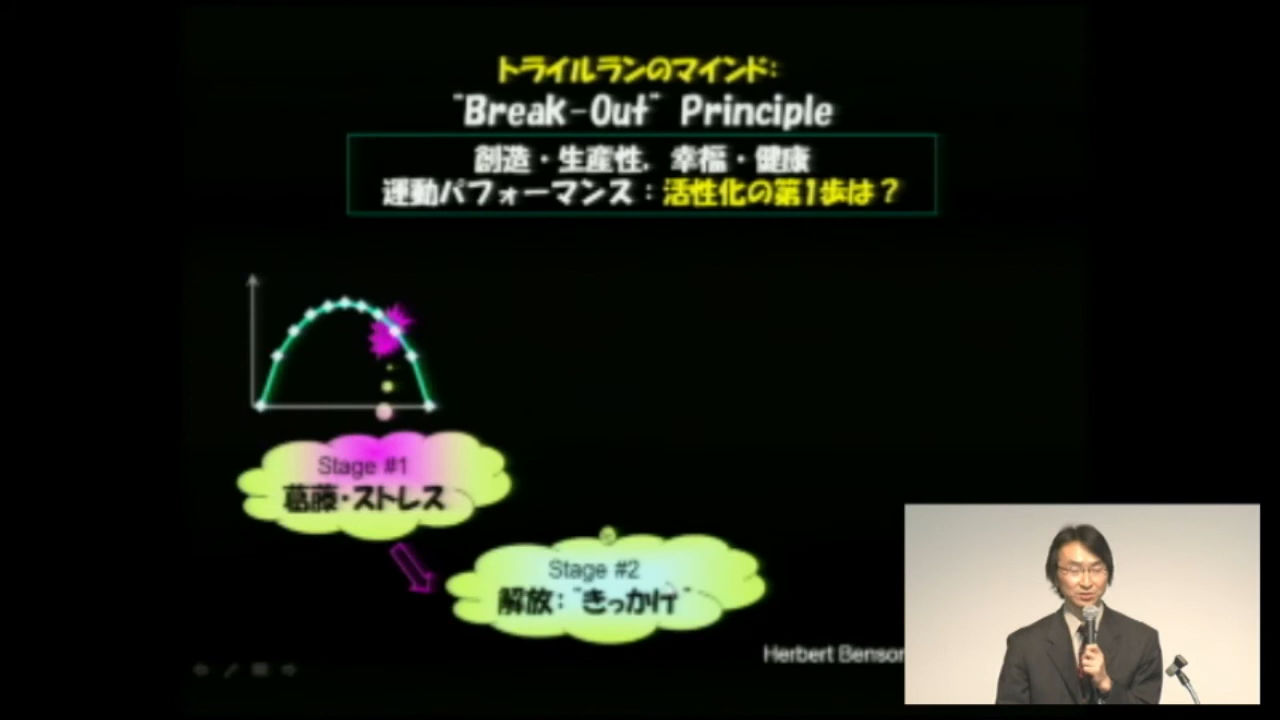 トライルランのマインド:
"Break-Out" Principle
創造・生産性, 幸福・健康
運動パフォーマンス：活性化の第1歩は？
Stage #1
葛藤・ストレス
Stage #2
解放: "きっかけ"
Herbert Benson